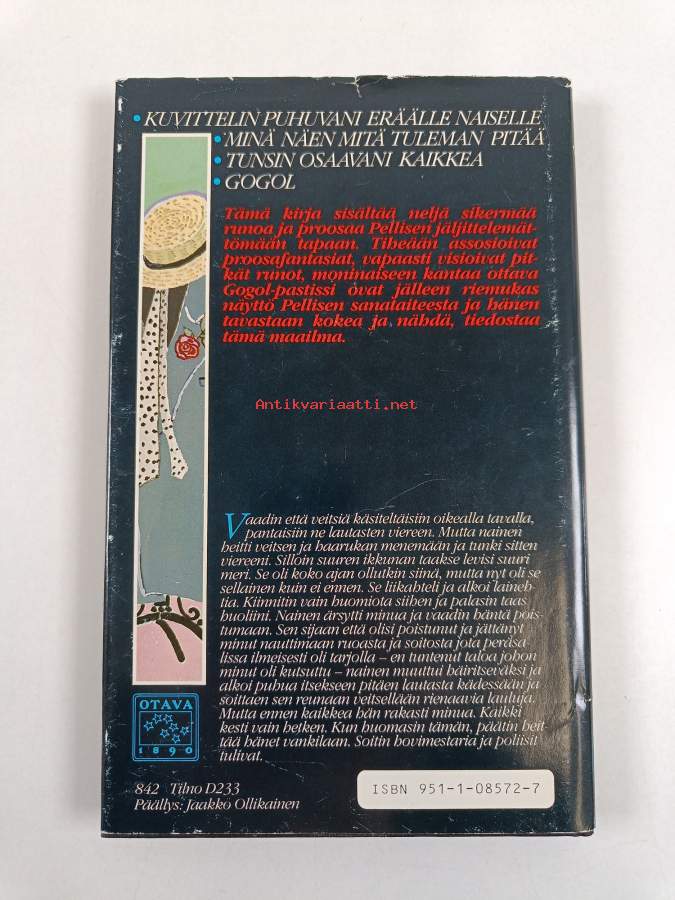 • KUVITTELIN PUHUVANI ERÄÄLLE NAISELLE
• MINÄ NÄEN MITÄ TULEMAN PITÄÄ
• TUNSIN OSAAVANI KAIKKEA
• GOGOL
Tämä kirja sisältää neljä sikermää
runoa ja proosaa Pellisen jäljittelemät-
tömään tapaan. Tiheään assosioivat
proosafantasiat, vapaasti visioivat pit-
kät runot, moninaiseen kantaa ottava
Gogol-pastissi ovat jälleen riemukas
näyttö Pellisen sanataiteesta ja hänen
tavastaan kokea ja nähdä, tiedostaa
tämä maailma.
Antikvariaatti.net
Vaadin että veitsiä käsiteltäisiin oikealla tavalla,
pantaisiin ne lautasten viereen. Mutta nainen
heitti veitsen ja haarukan menemään ja tunki sitten
viereeni. Silloin suuren ikkunan taakse levisi suuri
meri. Se oli koko ajan ollutkin siinä, mutta nyt oli se
sellainen kuin ei ennen. Se liikahteli ja alkoi laineh-
tia. Kiinnitin vain huomiota siihen ja palasin taas
huoliini. Nainen ärsytti minua ja vaadin häntä pois-
tumaan. Sen sijaan että olisi poistunut ja jättänyt
minut nauttimaan ruoasta ja soitosta jota peräsa-
lissa ilmeisesti oli tarjolla – en tuntenut taloa johon
minut oli kutsuttu – nainen muuttui häiritseväksi ja
alkoi puhua itsekseen pitäen lautasta kädessään ja
soittaen sen reunaan veitsellään rienaavia lauluja.
Mutta ennen kaikkea hän rakasti minua. Kaikki
kesti vain hetken. Kun huomasin tämän, päätin heit-
tää hänet vankilaan. Soitin hovimestaria ja poliisit
tulivat.
OTAVA
1890
842 Tilno D233
Päällys: Jaakko Ollikainen
ISBN 951-1-08572-7